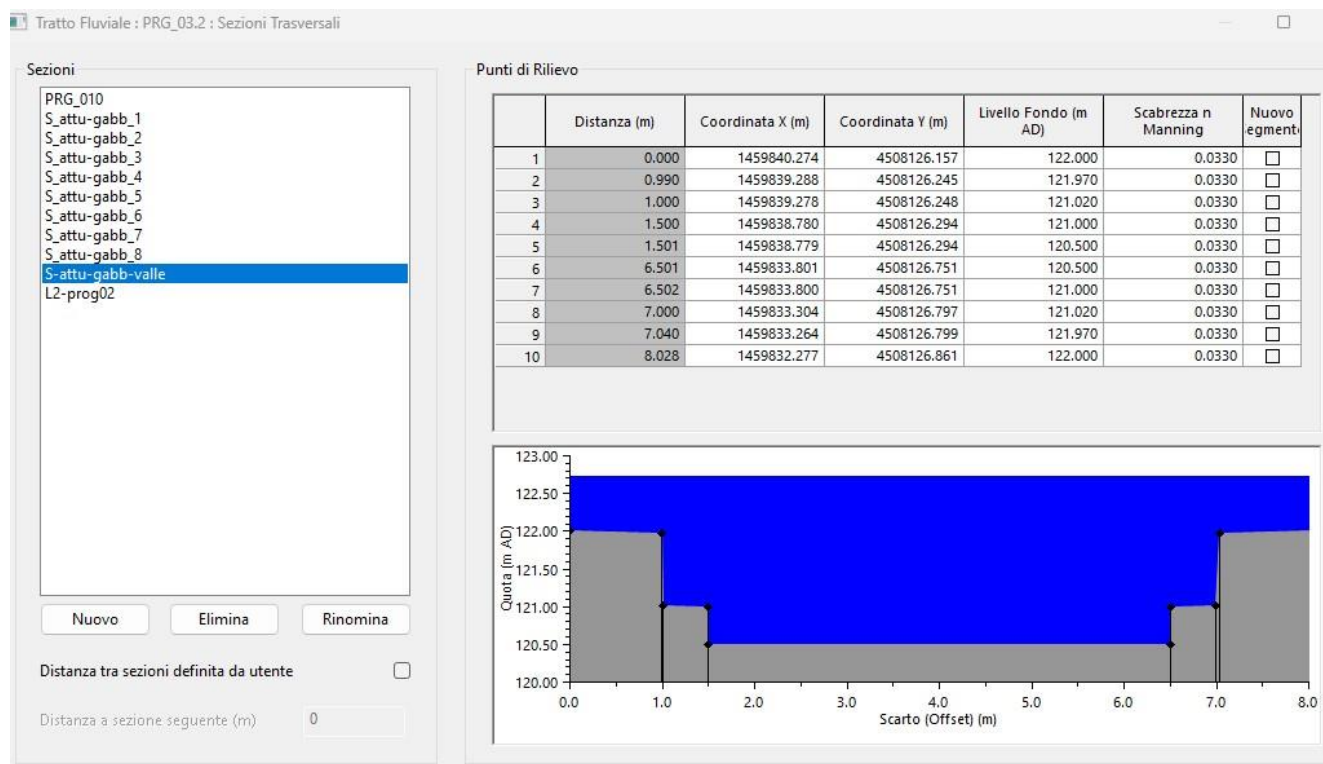 Tratto Fluviale : PRG_03.2 : Sezioni Trasversali
Sezioni
PRG_010
S_attu-gabb_1
S_attu-gabb_2
S_attu-gabb_3
S_attu-gabb_4
S_attu-gabb_5
S_attu-gabb_6
S_attu-gabb_7
S_attu-gabb_8
S-attu-gabb-valle
L2-prog02
Nuovo Elimina Rinomina
Distanza tra sezioni definita da utente
Distanza a sezione seguente (m) 0
Punti di Rilievo
Distanza (m) Coordinata X (m) Coordinata Y (m) Livello Fondo (m AD) Scabrezza n Manning Nuovo egment
1 0.000 1459840.274 4508126.157 122.000 0.0330
2 0.990 1459839.288 4508126.245 121.970 0.0330
3 1.000 1459839.278 4508126.248 121.020 0.0330
4 1.500 1459838.780 4508126.294 121.000 0.0330
5 1.501 1459838.779 4508126.294 120.500 0.0330
6 6.501 1459833.801 4508126.751 120.500 0.0330
7 6.502 1459833.800 4508126.751 121.000 0.0330
8 7.000 1459833.304 4508126.797 121.020 0.0330
9 7.040 1459833.264 4508126.799 121.970 0.0330
10 8.028 1459832.277 4508126.861 122.000 0.0330
Quota (m AD)
123.00
122.50
122.00
121.50
121.00
120.50
120.00
0.0 1.0 2.0 3.0 4.0 5.0 6.0 7.0 8.0
Scarto (Offset) (m)